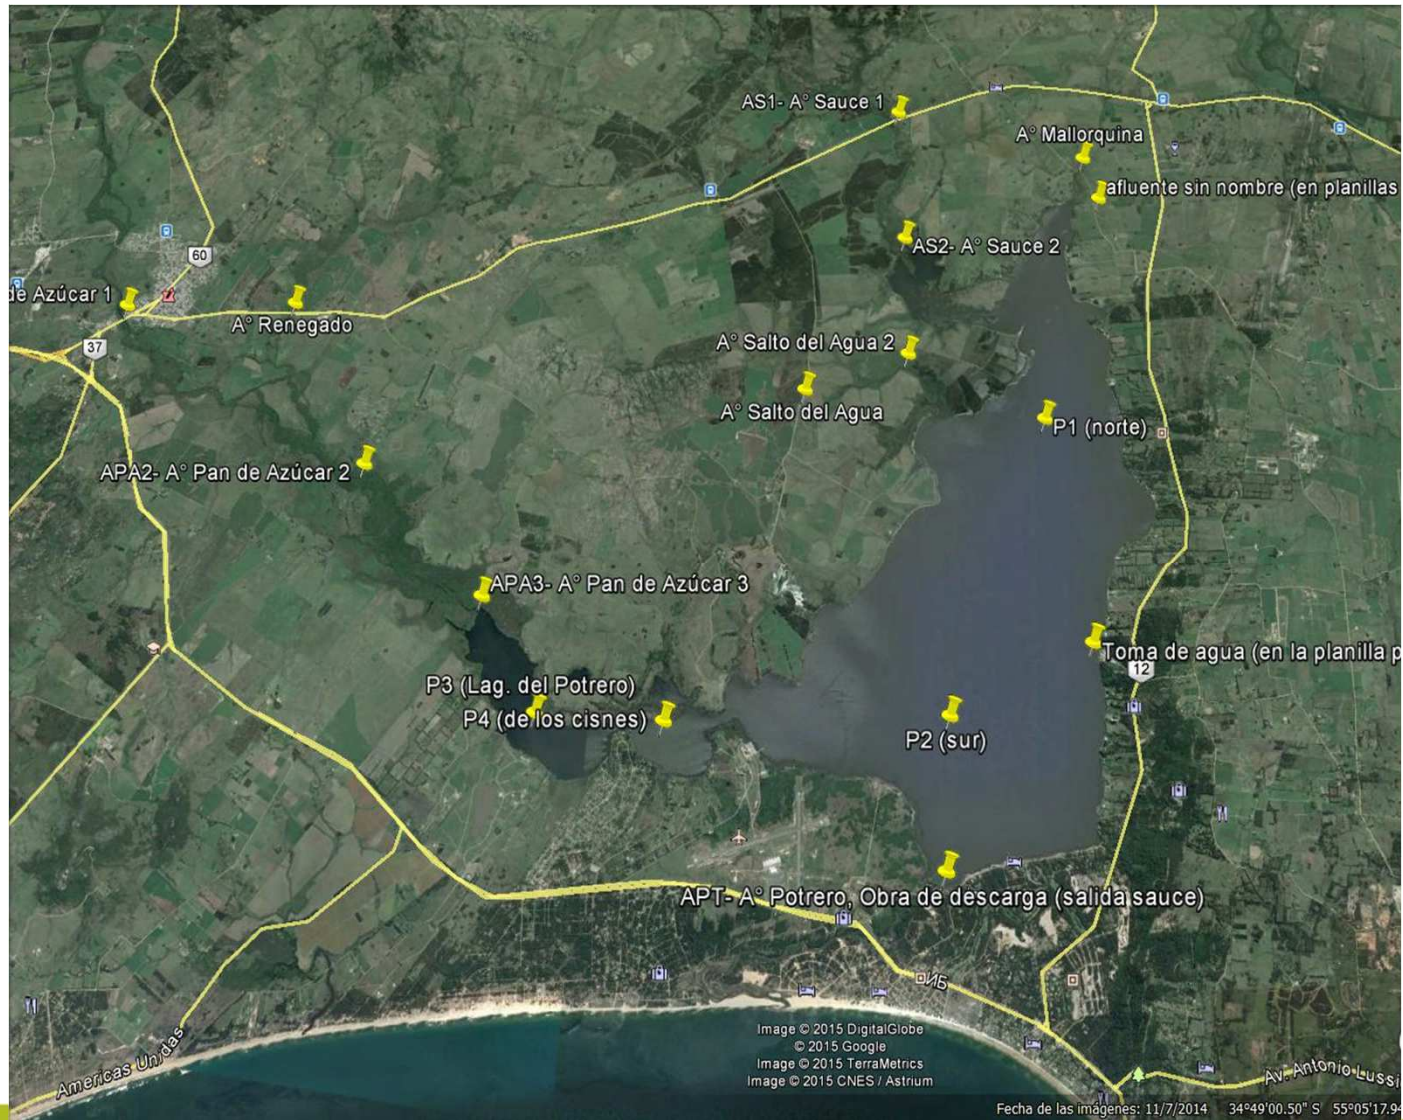 AS1- A° Sauce 1
A° Mallorquina
afluente sin nombre (en planillas
AS2- A° Sauce 2
60
de Azúcar 1
A° Renegado
37
A° Salto del Agua 2
A° Salto del Agua
P1 (norte)
APA2- A° Pan de Azúcar 2
APA3- A° Pan de Azúcar 3
Toma de agua (en la planilla p
12
P3 (Lag. del Potrero)
P4 (de los cisnes)
P2 (sur)
APT- A° Potrero, Obra de descarga (salida sauce)
Image © 2015 DigitalGlobe
© 2015 Google
Image © 2015 TerraMetrics
Image © 2015 CNES / Astrium
Americas Unidas
Av. Antonio Lussi
Fecha de las imágenes: 11/7/2014 34°49'00.50" S 55°05'17.94